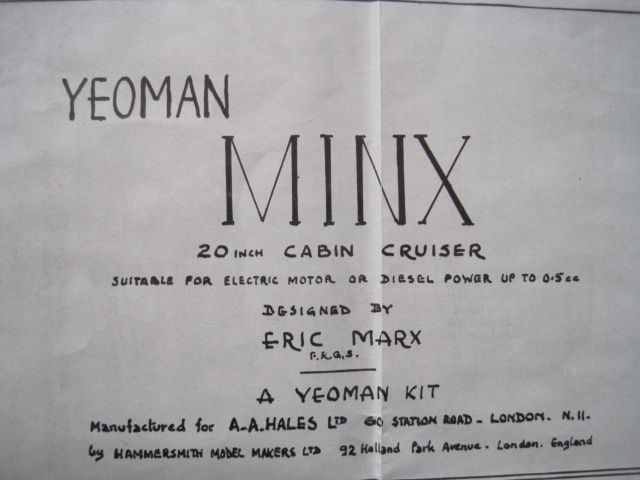 YEOMAN
MINX
20 INCH CABIN CRUISER
SUITABLE FOR ELECTRIC MOTOR OR DIESEL POWER UP TO 0.5cc
DESIGNED BY
ERIC MARX
F.R.G.S.
A YEOMAN KIT
Manufactured for A.A.HALES LTD 60 STATION ROAD - LONDON. N.11.
by HAMMERSMITH MODEL MAKERS LTD 92 Holland Park Avenue. London. England